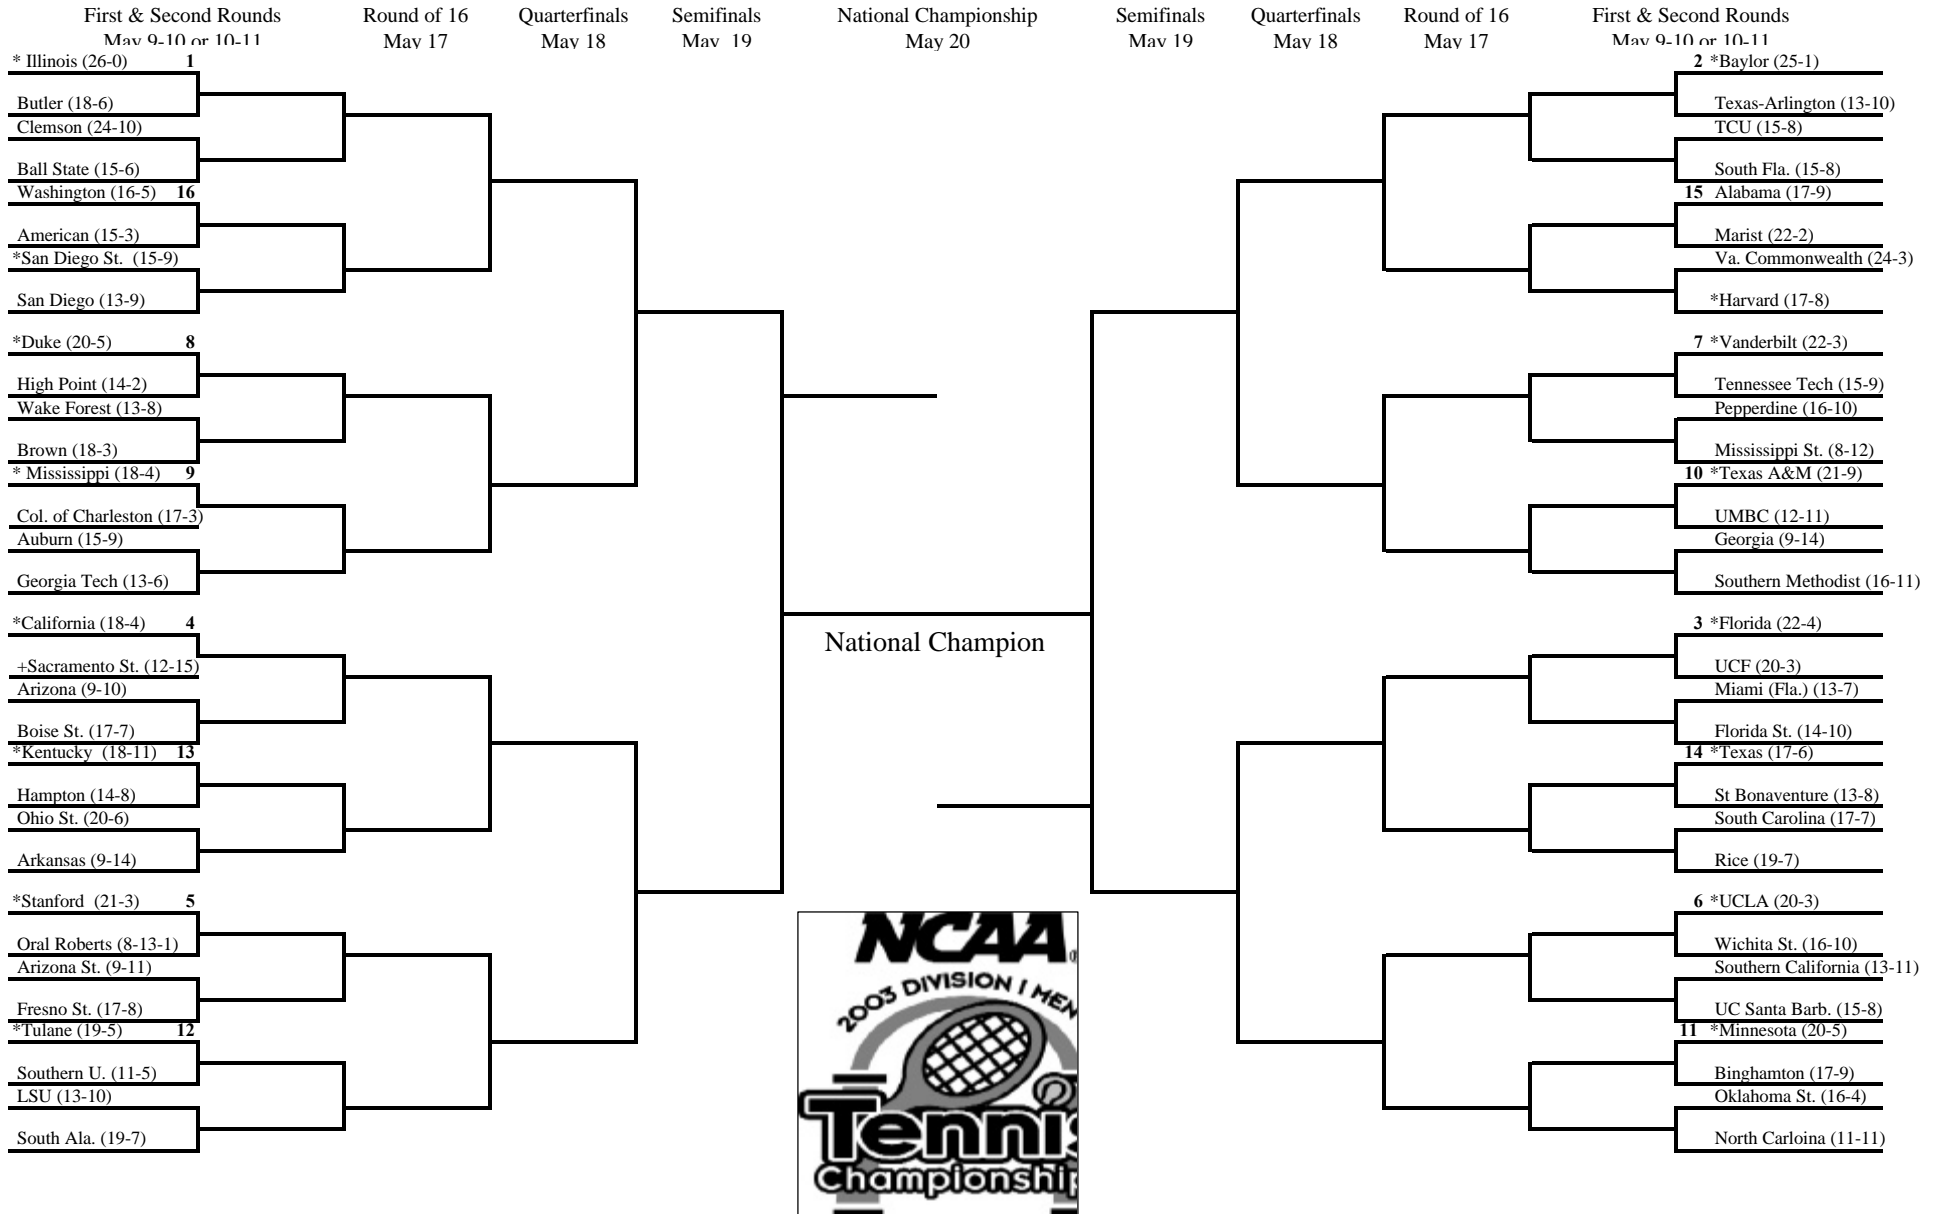 First & Second Rounds
May 9-10 or 10-11
Round of 16
May 17
Quarterfinals
May 18
Semifinals
May 19
National Championship
May 20
Semifinals
May 19
Quarterfinals
May 18
Round of 16
May 17
First & Second Rounds
May 9-10 or 10-11
* Illinois (26-0) 1
Butler (18-6)
Clemson (24-10)
Ball State (15-6)
Washington (16-5) 16
American (15-3)
*San Diego St. (15-9)
San Diego (13-9)
*Duke (20-5) 8
High Point (14-2)
Wake Forest (13-8)
Brown (18-3)
* Mississippi (18-4) 9
Col. of Charleston (17-3)
Auburn (15-9)
Georgia Tech (13-6)
*California (18-4) 4
+Sacramento St. (12-15)
Arizona (9-10)
Boise St. (17-7)
*Kentucky (18-11) 13
Hampton (14-8)
Ohio St. (20-6)
Arkansas (9-14)
*Stanford (21-3) 5
Oral Roberts (8-13-1)
Arizona St. (9-11)
Fresno St. (17-8)
*Tulane (19-5) 12
Southern U. (11-5)
LSU (13-10)
South Ala. (19-7)
National Champion
NCAA
2003 DIVISION I MEN
Tennis
Championship
2 *Baylor (25-1)
Texas-Arlington (13-10)
TCU (15-8)
South Fla. (15-8)
15 Alabama (17-9)
Marist (22-2)
Va. Commonwealth (24-3)
*Harvard (17-8)
7 *Vanderbilt (22-3)
Tennessee Tech (15-9)
Pepperdine (16-10)
Mississippi St. (8-12)
10 *Texas A&M (21-9)
UMBC (12-11)
Georgia (9-14)
Southern Methodist (16-11)
3 *Florida (22-4)
UCF (20-3)
Miami (Fla.) (13-7)
Florida St. (14-10)
14 *Texas (17-6)
St Bonaventure (13-8)
South Carolina (17-7)
Rice (19-7)
6 *UCLA (20-3)
Wichita St. (16-10)
Southern California (13-11)
UC Santa Barb. (15-8)
11 *Minnesota (20-5)
Binghamton (17-9)
Oklahoma St. (16-4)
North Carloina (11-11)